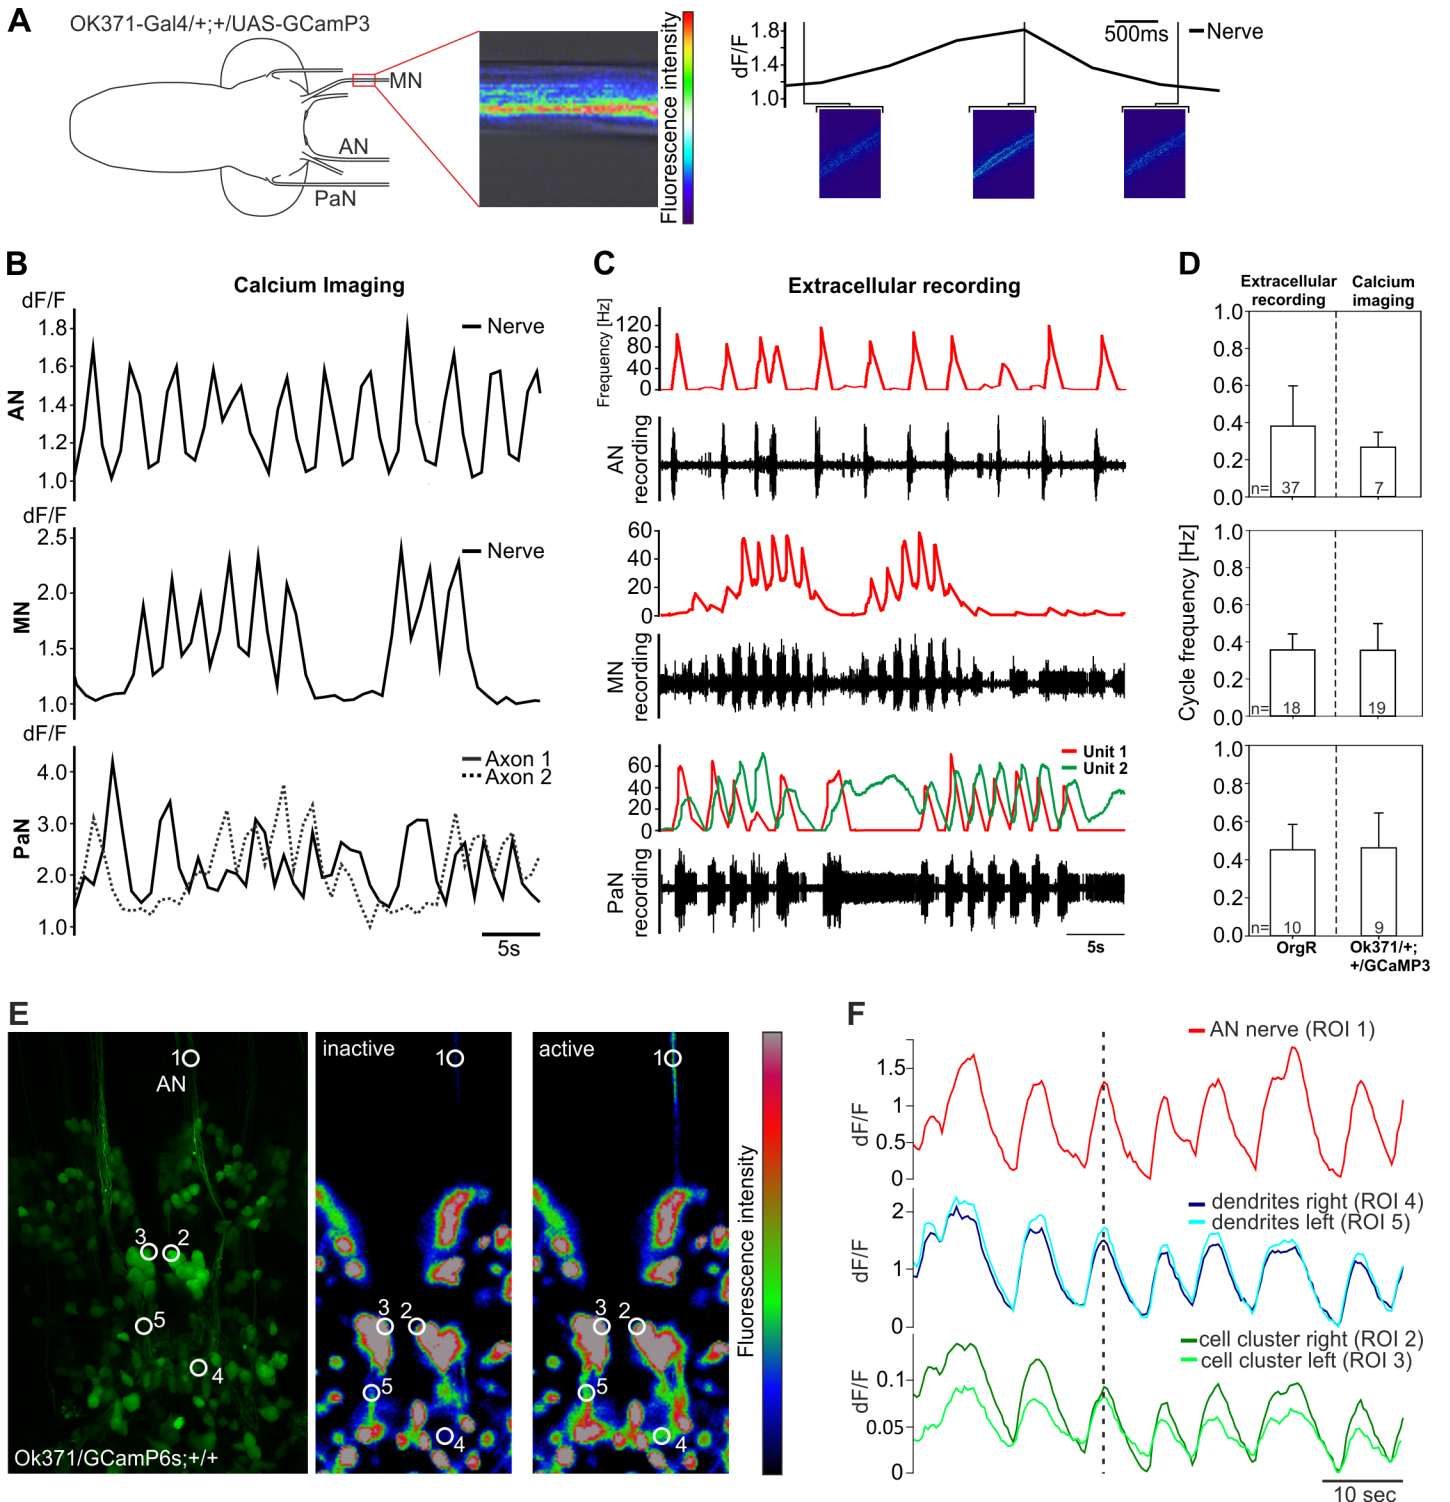 A
OK371-Gal4/+;+/UAS-GCamP3
MN
AN
PaN
Fluorescence intensity
dF/F
1.8
1.4
1.0
500ms
Nerve
B
Calcium Imaging
dF/F
1.8
1.6
1.4
1.2
1.0
AN
Nerve
dF/F
2.5
2.0
1.5
1.0
MN
Nerve
dF/F
4.0
3.0
2.0
1.0
PaN
Axon 1
Axon 2
5s
C
Extracellular recording
Frequency [Hz]
120
80
40
0
AN
recording
60
40
20
0
MN
recording
60
40
20
0
Unit 1
Unit 2
PaN
recording
5s
D
Extracellular
recording
Calcium
imaging
1.0
0.8
0.6
0.4
0.2
0.0
n=
37
7
Cycle frequency [Hz]
1.0
0.8
0.6
0.4
0.2
0.0
n=
18
19
1.0
0.8
0.6
0.4
0.2
0.0
n=
10
9
OrgR
Ok371/+;
+/GCaMP3
E
1
AN
3
2
5
4
Ok371/GCamP6s;+/+
inactive
1
3
2
5
4
active
1
3
2
5
4
Fluorescence intensity
F
AN nerve (ROI 1)
dF/F
1.5
1
0.5
0
dendrites right (ROI 4)
dendrites left (ROI 5)
dF/F
2
1
0
cell cluster right (ROI 2)
cell cluster left (ROI 3)
dF/F
0.1
0.05
0
10 sec